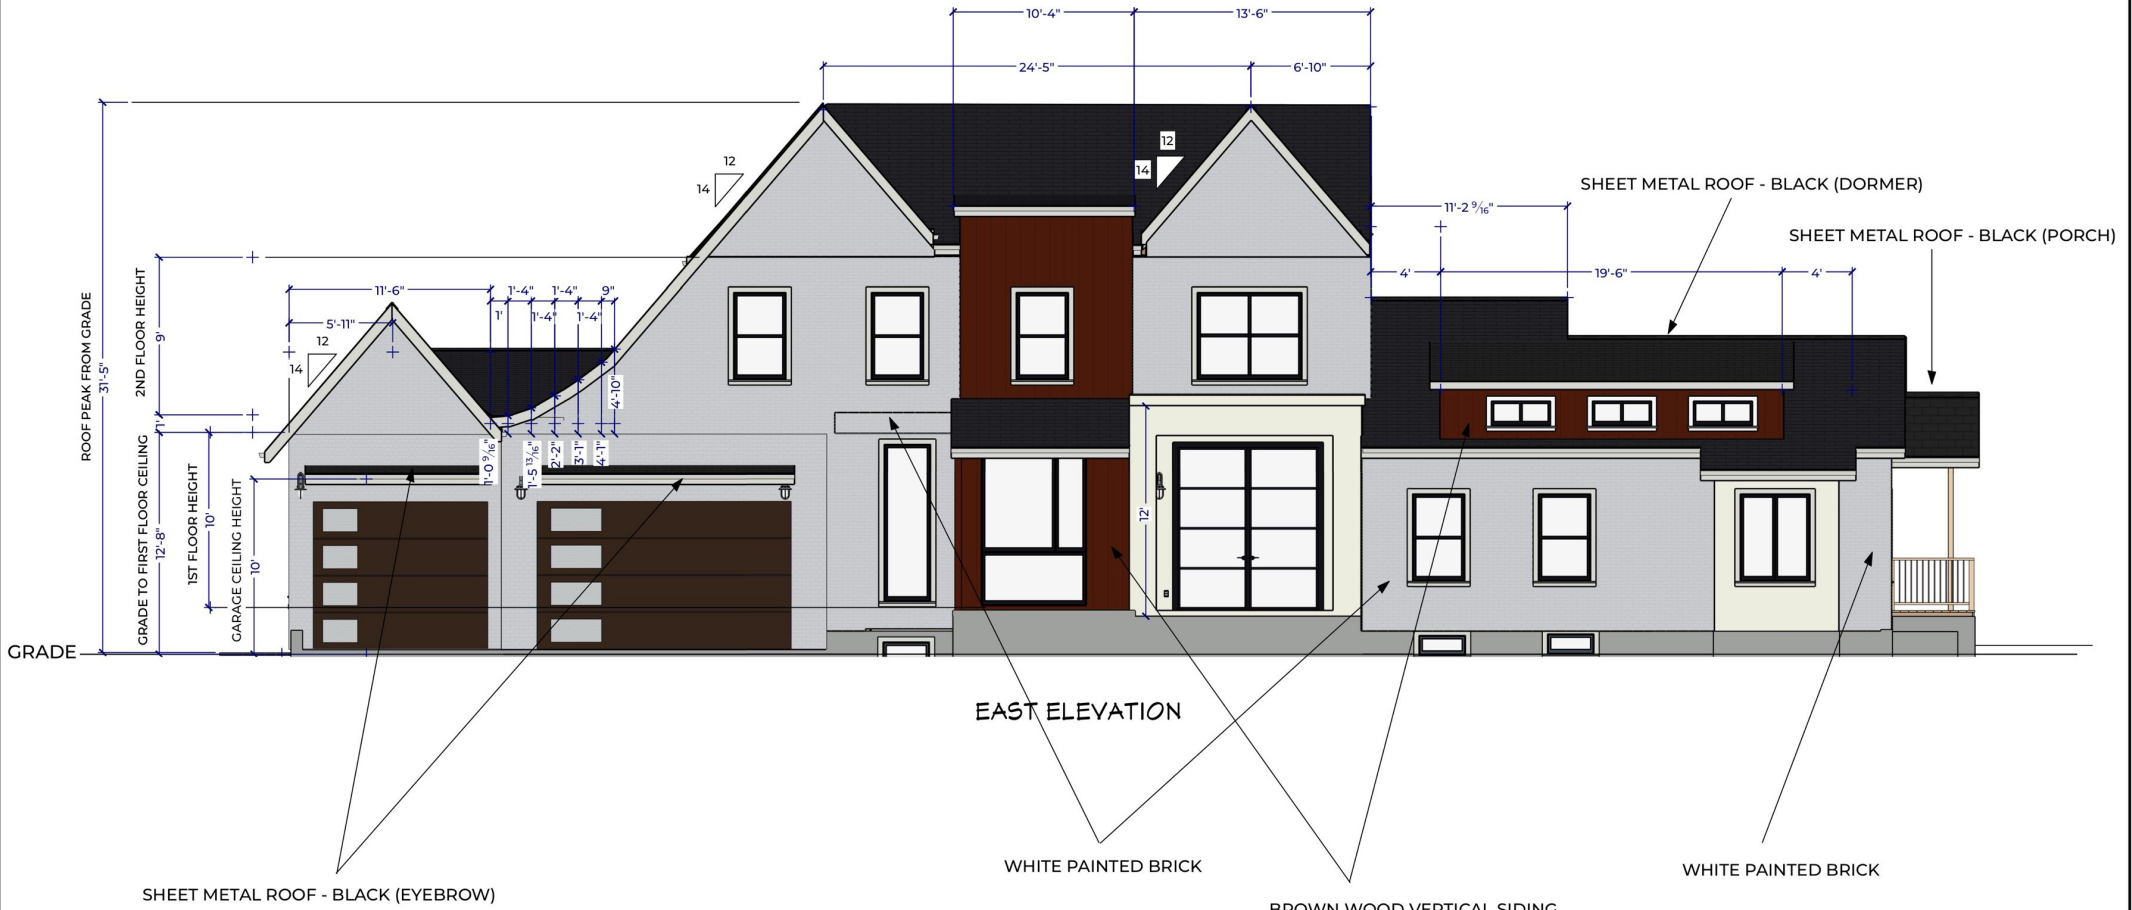 10'-4"
13'-6"
24'-5"
6'-10"
12
14
12
14
SHEET METAL ROOF - BLACK (DORMER)
11'-2 9/16"
SHEET METAL ROOF - BLACK (PORCH)
4'
19'-6"
4'
ROOF PEAK FROM GRADE
31'-5"
2ND FLOOR HEIGHT
9'
1'
11'-6"
5'-11"
12
14
1'
1'-4"
1'-4"
1'-4"
1'-4"
9"
4'-10"
1'-0 9/16"
1'-5 13/16"
2'-2"
3'-1"
4'-1"
GRADE TO FIRST FLOOR CEILING
12'-8"
1ST FLOOR HEIGHT
10'
GARAGE CEILING HEIGHT
10'
12'
GRADE
EAST ELEVATION
WHITE PAINTED BRICK
WHITE PAINTED BRICK
SHEET METAL ROOF - BLACK (EYEBROW)
BROWN WOOD VERTICAL SIDING